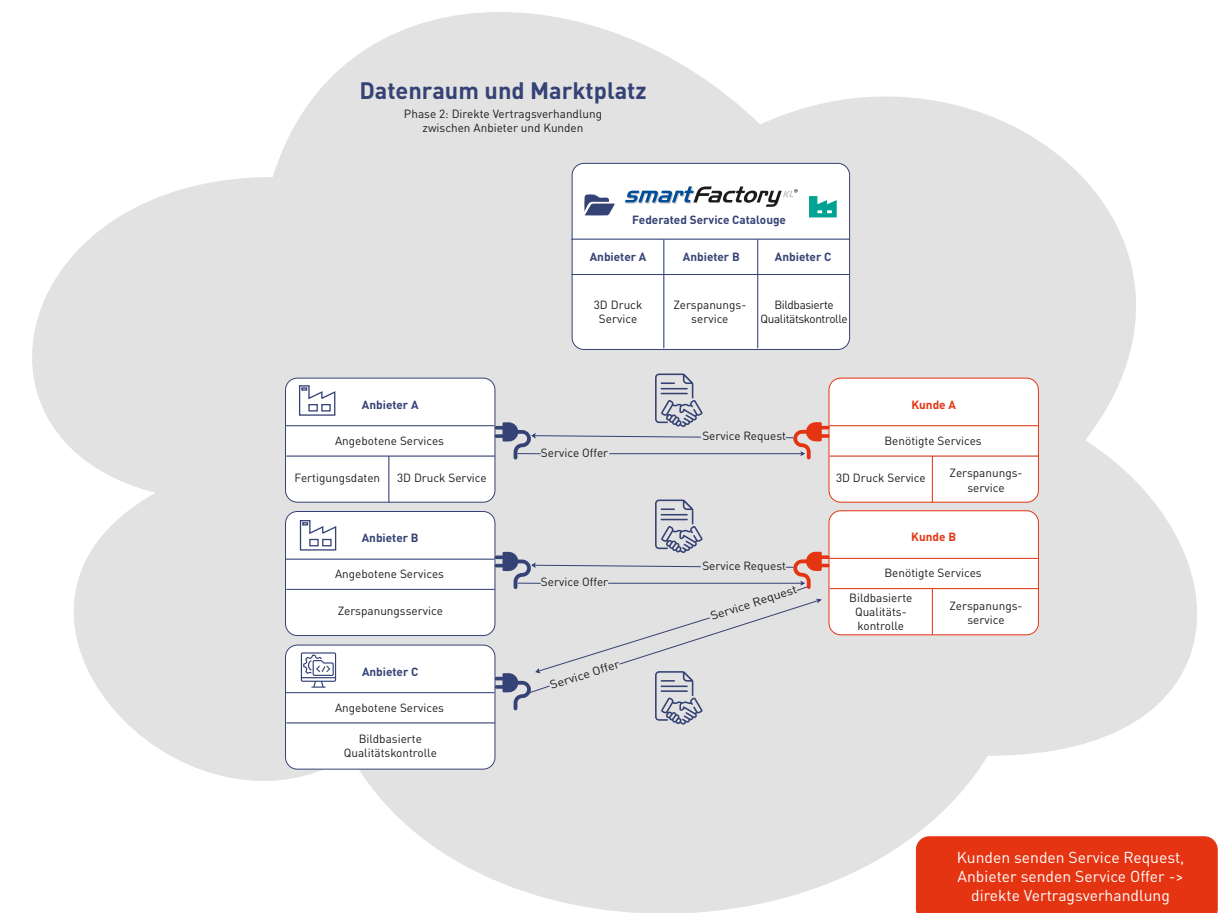 Datenraum und Marktplatz
Phase 2: Direkte Vertragsverhandlung
zwischen Anbieter und Kunden
smartFactory KL®
Federated Service Catalouge
Anbieter A
Anbieter B
Anbieter C
3D Druck
Service
Zerspanungs-
service
Bildbasierte
Qualitätskontrolle
Anbieter A
Angebotene Services
Fertigungsdaten
3D Druck Service
Service Request
Service Offer
Kunde A
Benötigte Services
3D Druck Service
Zerspanungs-
service
Anbieter B
Angebotene Services
Zerspanungsservice
Service Request
Service Offer
Kunde B
Benötigte Services
Bildbasierte
Qualitäts-
kontrolle
Zerspanungs-
service
Anbieter C
Angebotene Services
Bildbasierte
Qualitätskontrolle
Service Request
Service Offer
Kunden senden Service Request,
Anbieter senden Service Offer ->
direkte Vertragsverhandlung